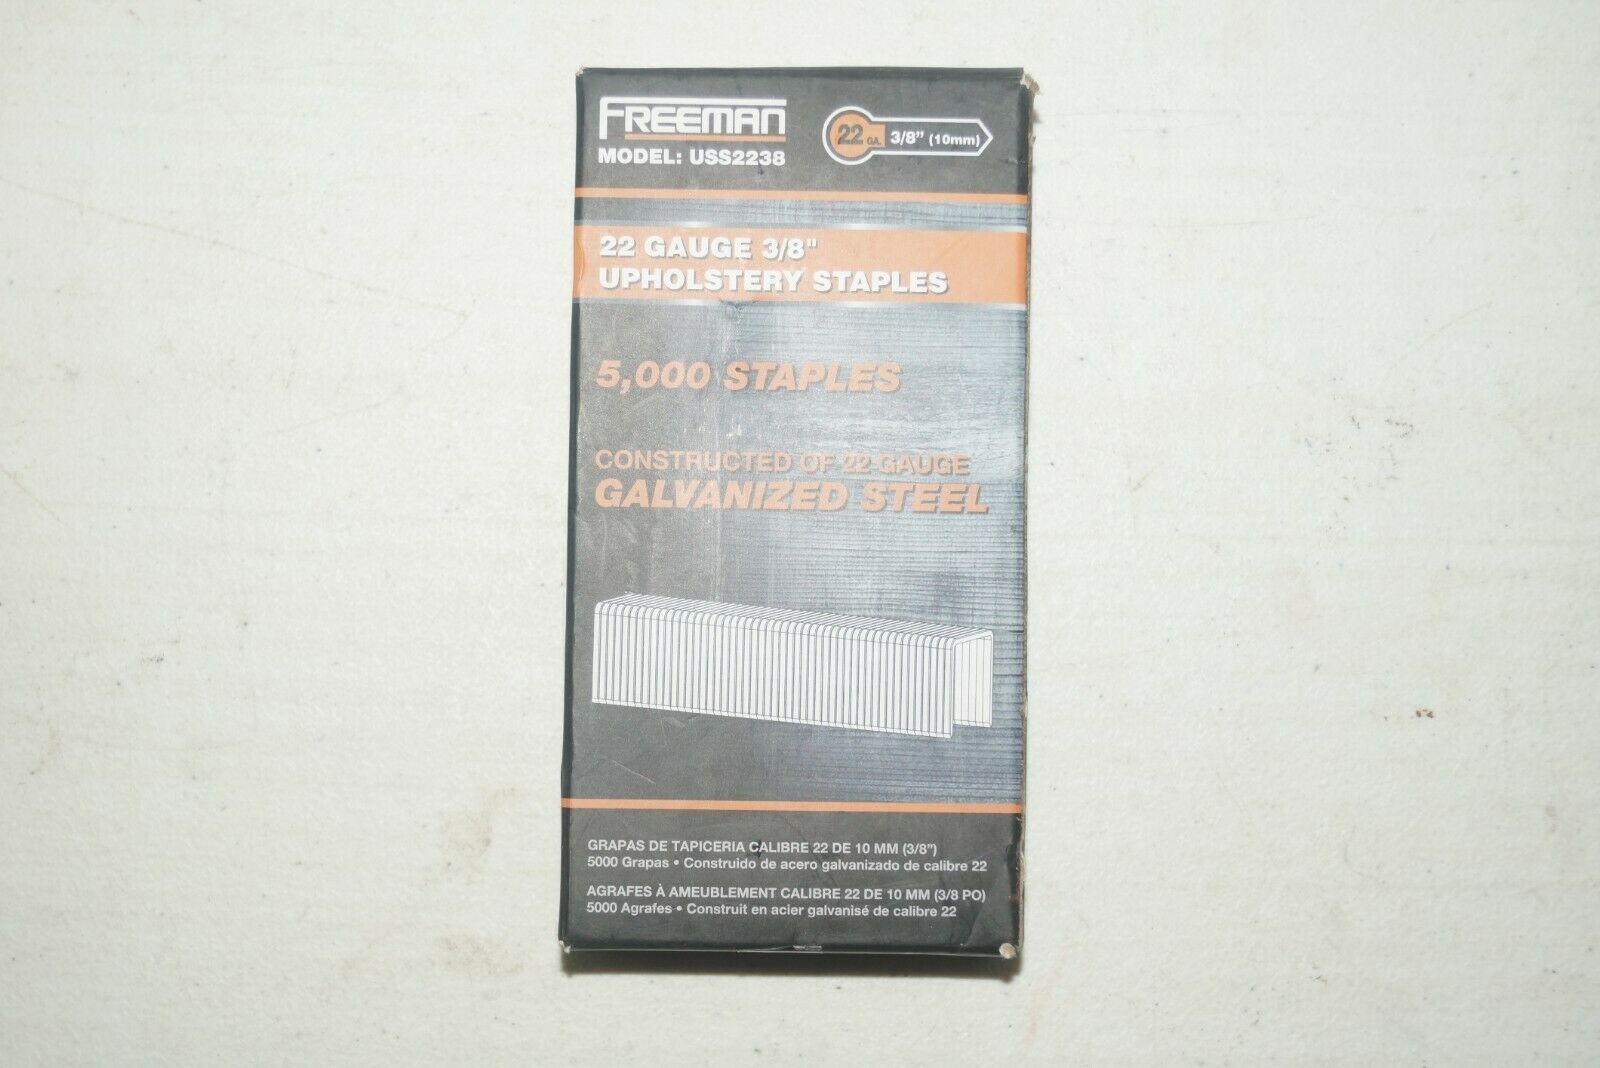 FREEMAN
MODEL: USS2238
22 GA. 3/8” (10mm)
22 GAUGE 3/8"
UPHOLSTERY STAPLES
5,000 STAPLES
CONSTRUCTED OF 22 GAUGE
GALVANIZED STEEL
GRAPAS DE TAPICERIA CALIBRE 22 DE 10 MM (3/8”)
5000 Grapas • Construido de acero galvanizado de calibre 22
AGRAFES À AMEUBLEMENT CALIBRE 22 DE 10 MM (3/8 PO)
5000 Agrafes • Construit en acier galvanisé de calibre 22